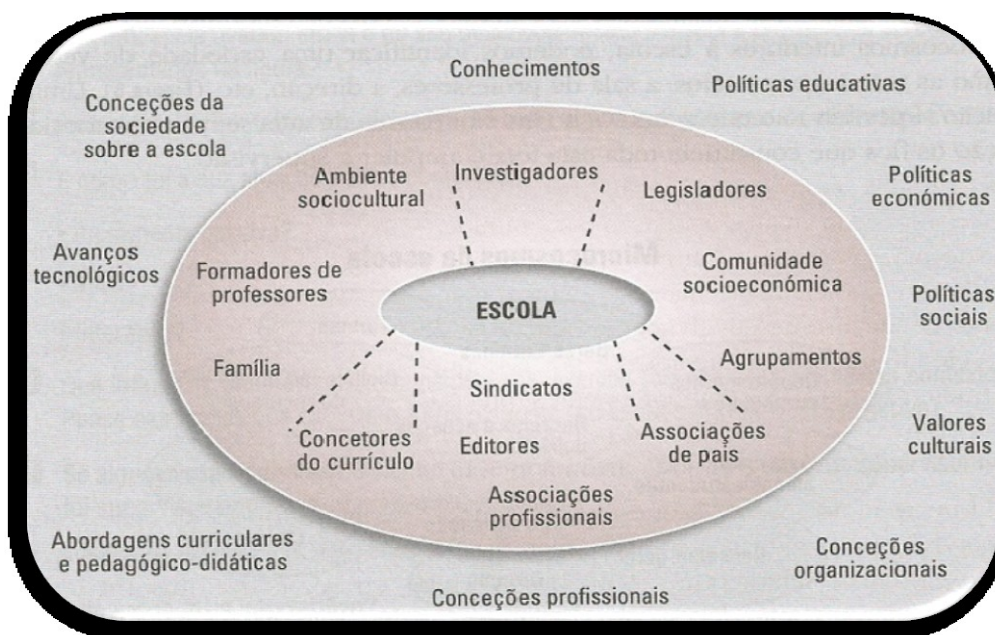 Conhecimentos
Políticas educativas
Conceções da
sociedade
sobre a escola
Políticas
económicas
Avanços
tecnológicos
Políticas
sociais
Valores
culturais
Abordagens curriculares
e pedagógico-didáticas
Conceções
organizacionais
Conceções profissionais
Ambiente
sociocultural
Investigadores
Legisladores
Formadores de
professores
Comunidade
socioeconómica
Família
Agrupamentos
Sindicatos
Concetores
do currículo
Editores
Associações
de pais
Associações
profissionais
ESCOLA